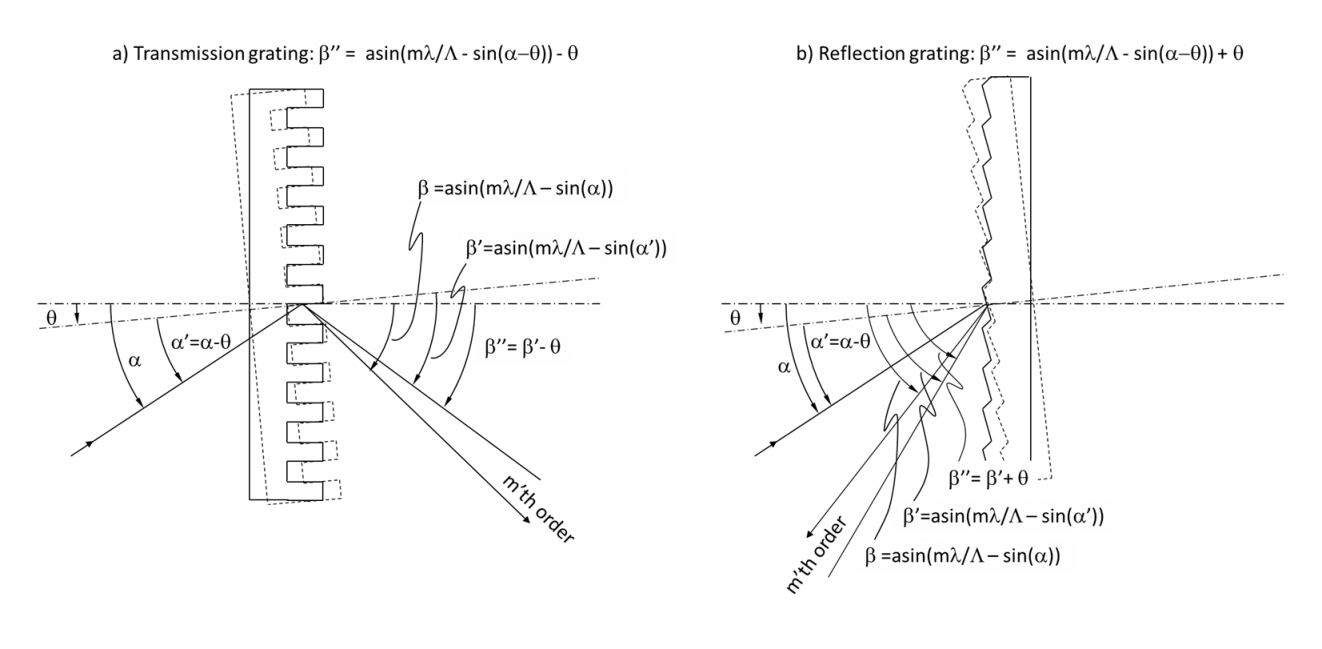 a) Transmission grating: β’’ =  asin(mλ/Λ - sin(α−θ)) - θ
β =asin(mλ/Λ – sin(α))
β’=asin(mλ/Λ – sin(α’))
θ
α’=α-θ
α
β’’= β’- θ
m’th order
b) Reflection grating: β’’ =  asin(mλ/Λ - sin(α−θ)) + θ
θ
α’=α-θ
α
β’’= β’+ θ
β’=asin(mλ/Λ – sin(α’))
β =asin(mλ/Λ – sin(α))
m’th order